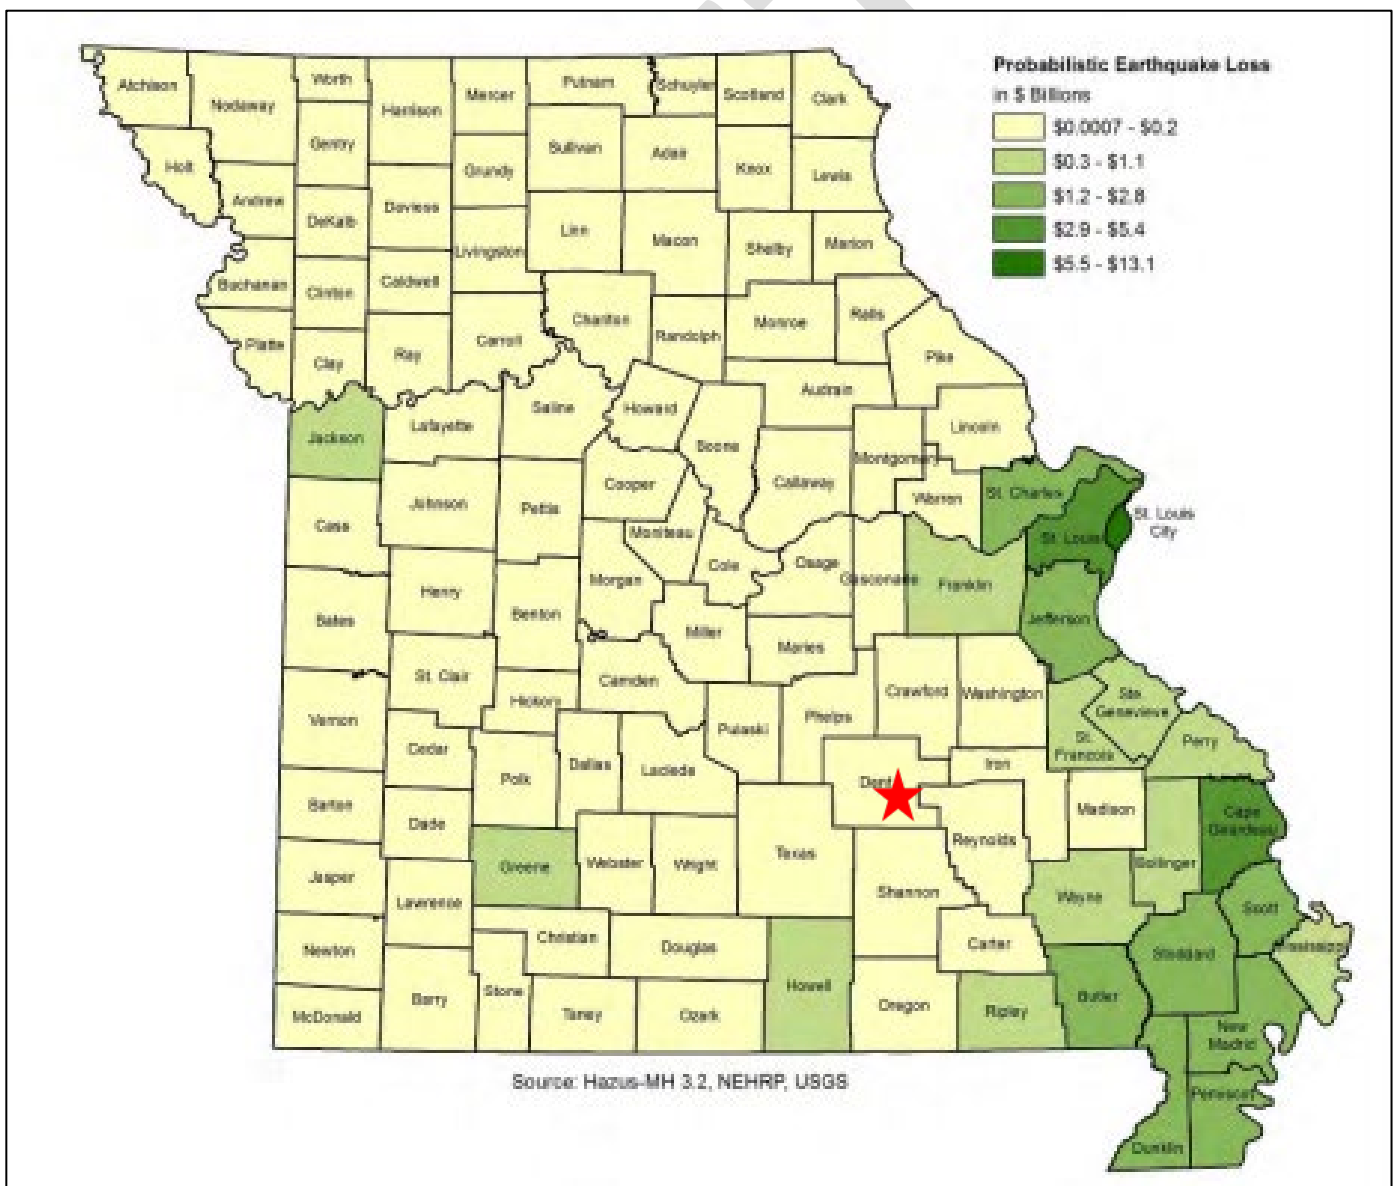 Probabilistic Earthquake Loss
in $ Billions
$0.0007 - $0.2
$0.3 - $1.1
$1.2 - $2.8
$2.9 - $5.4
$5.5 - $13.1
Atchison
Nodaway
Worth
Harrison
Mercer
Putnam
Schuyler
Scotland
Clark
Gentry
Sullivan
Adair
Knox
Lewis
Holt
Andrew
DeKalb
Daviess
Grundy
Linn
Macon
Shelby
Marion
Livingston
Buchanan
Clinton
Caldwell
Chariton
Randolph
Monroe
Ralls
Platte
Clay
Ray
Carroll
Pike
Audrain
Jackson
Lafayette
Saline
Howard
Boone
Lincoln
Montgomery
Callaway
Cooper
Warren
St. Charles
Johnson
Pettis
Cass
Moniteau
St. Louis
St. Louis
City
Cole
Osage
Gasconade
Franklin
Morgan
Henry
Benton
Bates
Jefferson
Miller
Maries
St. Clair
Camden
Hickory
Crawford
Washington
Ste.
Genevieve
Vernon
Pulaski
Phelps
St.
Francois
Perry
Cedar
Polk
Dallas
Laclede
Dent
Iron
Barton
Dade
Madison
Cape
Girardeau
Texas
Reynolds
Greene
Webster
Wright
Bollinger
Jasper
Lawrence
Shannon
Wayne
Scott
Newton
Christian
Douglas
Carter
Stoddard
Mississippi
Barry
Stone
Howell
McDonald
Taney
Ozark
Oregon
Ripley
Butler
New
Madrid
Pemiscot
Dunklin
Source: Hazus-MH 3.2, NEHRP, USGS